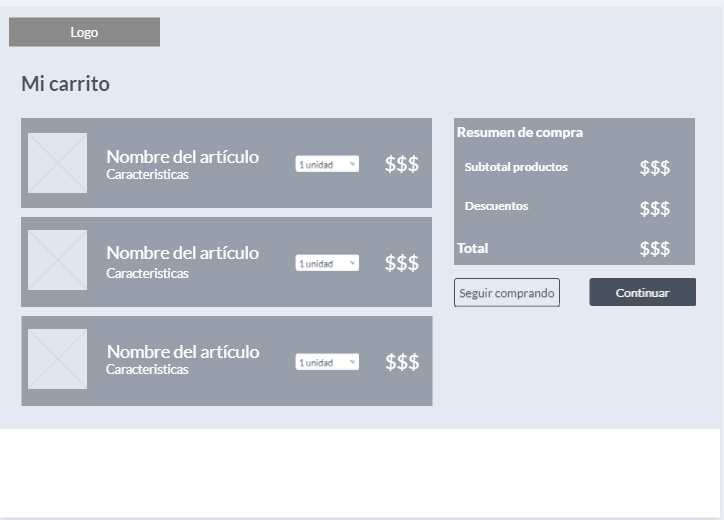 Logo
Mi carrito
Nombre del artículo
Caracteristicas
1 unidad
$$$
Nombre del artículo
Caracteristicas
1 unidad
$$$
Nombre del artículo
Caracteristicas
1 unidad
$$$
Resumen de compra
Subtotal productos $$$
Descuentos $$$
Total $$$
Seguir comprando
Continuar